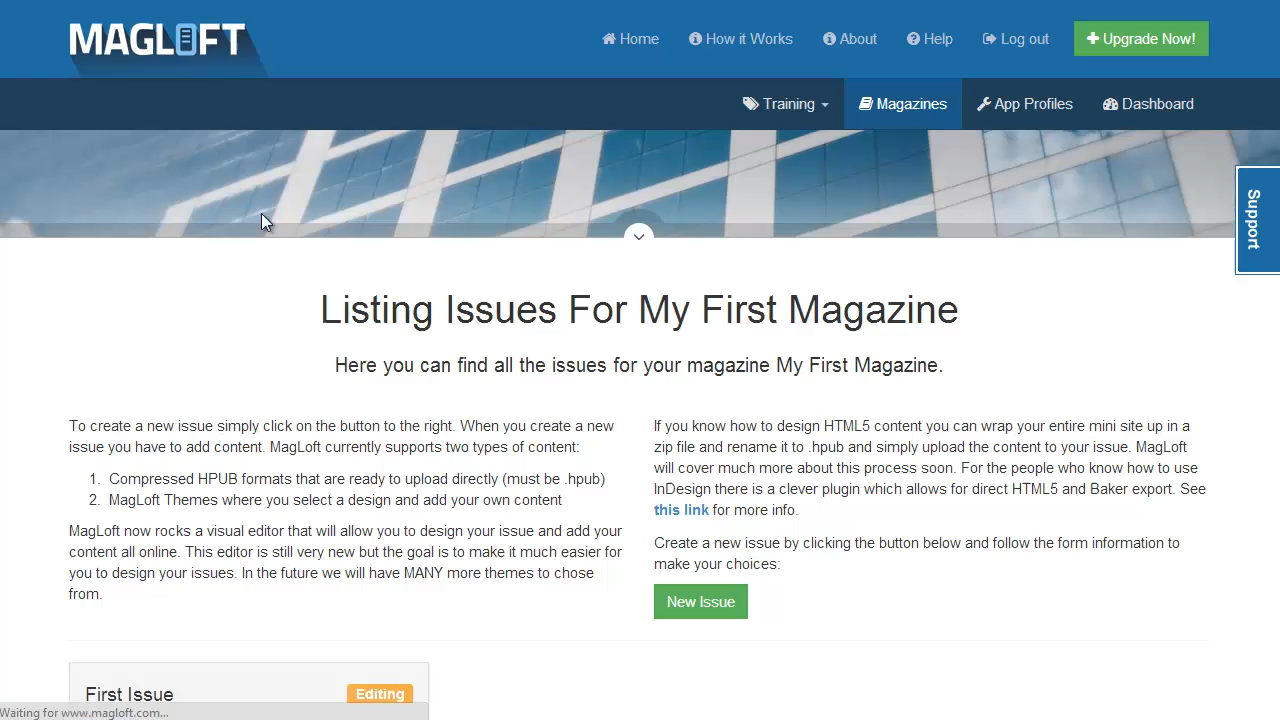 MAGLOFT
Home How it Works About Help Log out Upgrade Now!
Training Magazines App Profiles Dashboard
Support
Listing Issues For My First Magazine
Here you can find all the issues for your magazine My First Magazine.
To create a new issue simply click on the button to the right. When you create a new
issue you have to add content. MagLoft currently supports two types of content:
1. Compressed HPUB formats that are ready to upload directly (must be .hpub)
2. MagLoft Themes where you select a design and add your own content
MagLoft now rocks a visual editor that will allow you to design your issue and add your
content all online. This editor is still very new but the goal is to make it much easier for
you to design your issues. In the future we will have MANY more themes to chose
from.
If you know how to design HTML5 content you can wrap your entire mini site up in a
zip file and rename it to .hpub and simply upload the content to your issue. MagLoft
will cover much more about this process soon. For the people who know how to use
InDesign there is a clever plugin which allows for direct HTML5 and Baker export. See
this link for more info.
Create a new issue by clicking the button below and follow the form information to
make your choices:
New Issue
First Issue Editing
Waiting for www.magloft.com...